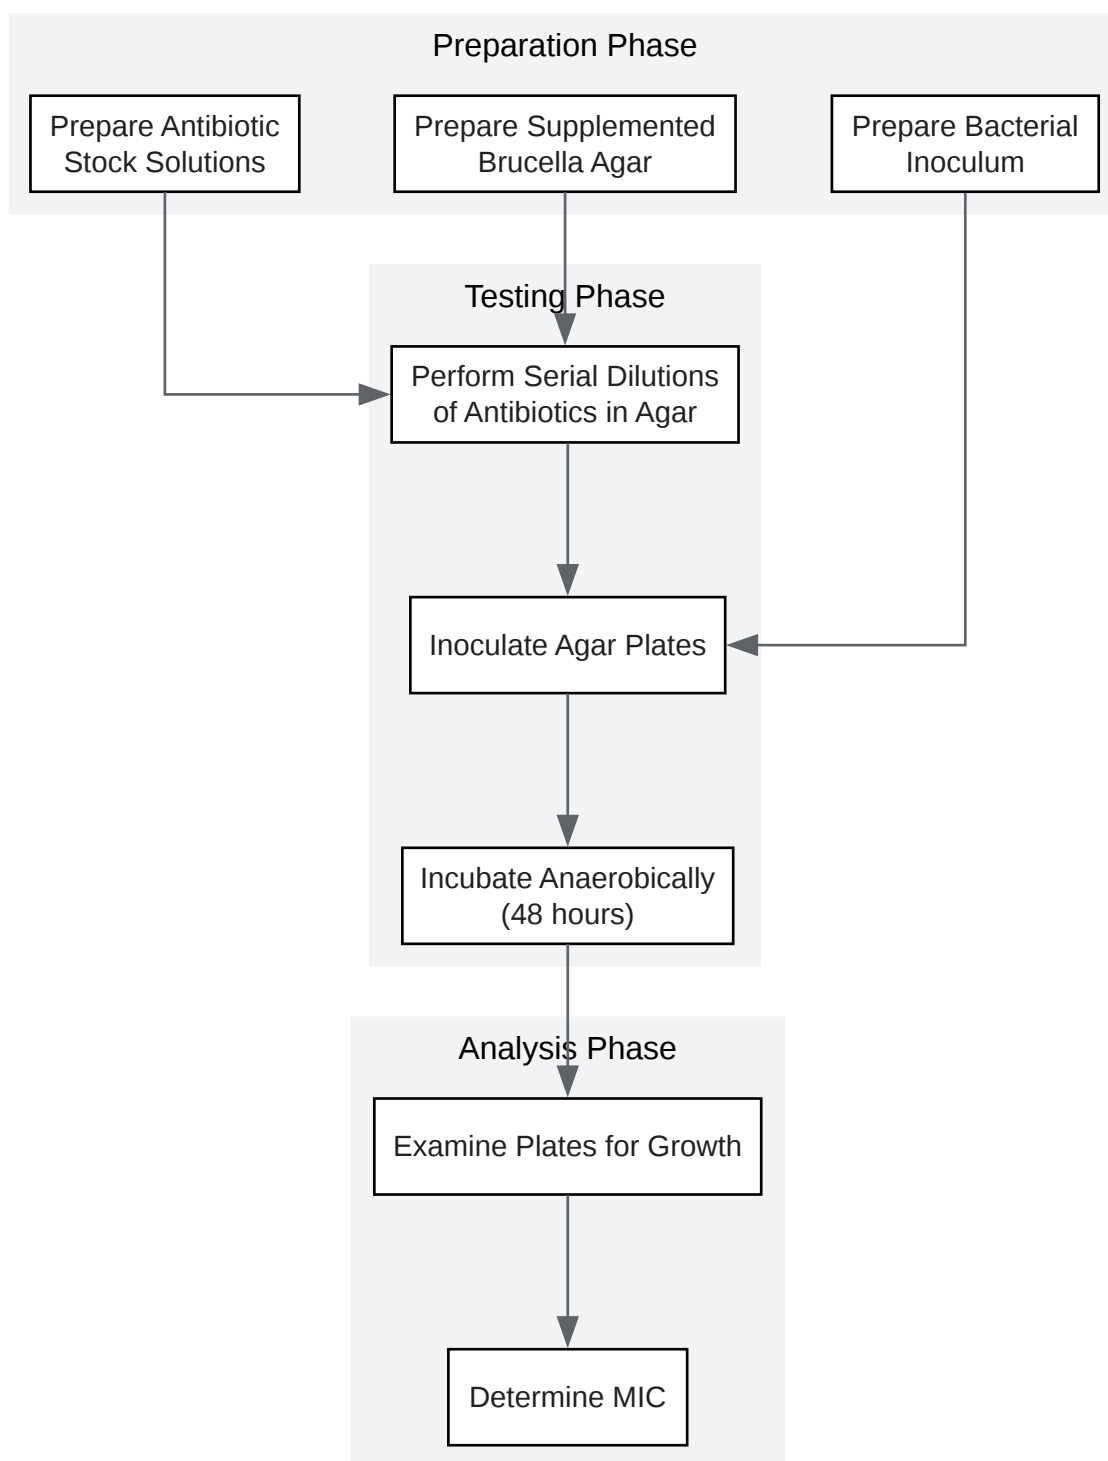 Preparation Phase
Prepare Antibiotic
Stock Solutions
Prepare Supplemented
Brucella Agar
Prepare Bacterial
Inoculum
Testing Phase
Perform Serial Dilutions
of Antibiotics in Agar
Inoculate Agar Plates
Incubate Anaerobically
(48 hours)
Analysis Phase
Examine Plates for Growth
Determine MIC